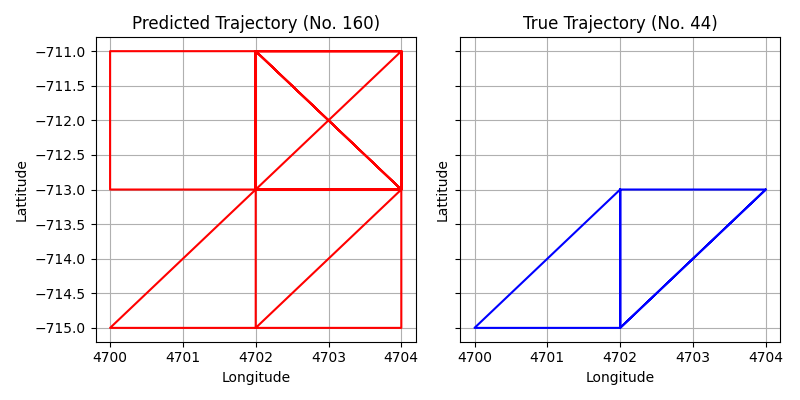 Predicted Trajectory (No. 160)
True Trajectory (No. 44)
−711.0
−711.5
−712.0
−712.5
−713.0
−713.5
−714.0
−714.5
−715.0
Lattitude
Lattitude
4700 4701 4702 4703 4704
4700 4701 4702 4703 4704
Longitude
Longitude